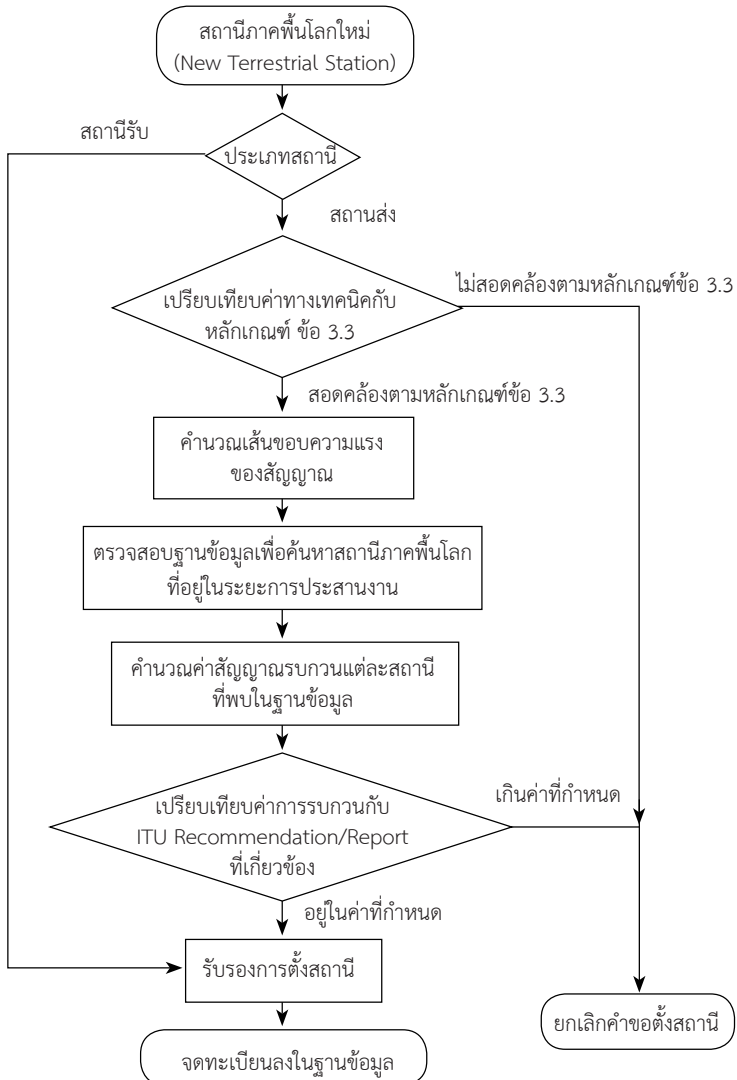 สถานีภาคพื้นโลกใหม่
(New Terrestrial Station)
สถานีรับ
ประเภทสถานี
สถานส่ง
เปรียบเทียบค่าทางเทคนิคกับ
หลักเกณฑ์ ข้อ 3.3
ไม่สอดคล้องตามหลักเกณฑ์ข้อ 3.3
สอดคล้องตามหลักเกณฑ์ข้อ 3.3
คำนวณเส้นขอบความแรง
ของสัญญาณ
ตรวจสอบฐานข้อมูลเพื่อค้นหาสถานีภาคพื้นโลก
ที่อยู่ในระยะการประสานงาน
คำนวณค่าสัญญาณรบกวนแต่ละสถานี
ที่พบในฐานข้อมูล
เปรียบเทียบค่าการรบกวนกับ
ITU Recommendation/Report
ที่เกี่ยวข้อง
เกินค่าที่กำหนด
อยู่ในค่าที่กำหนด
รับรองการตั้งสถานี
ยกเลิกคำขอตั้งสถานี
จดทะเบียนลงในฐานข้อมูล